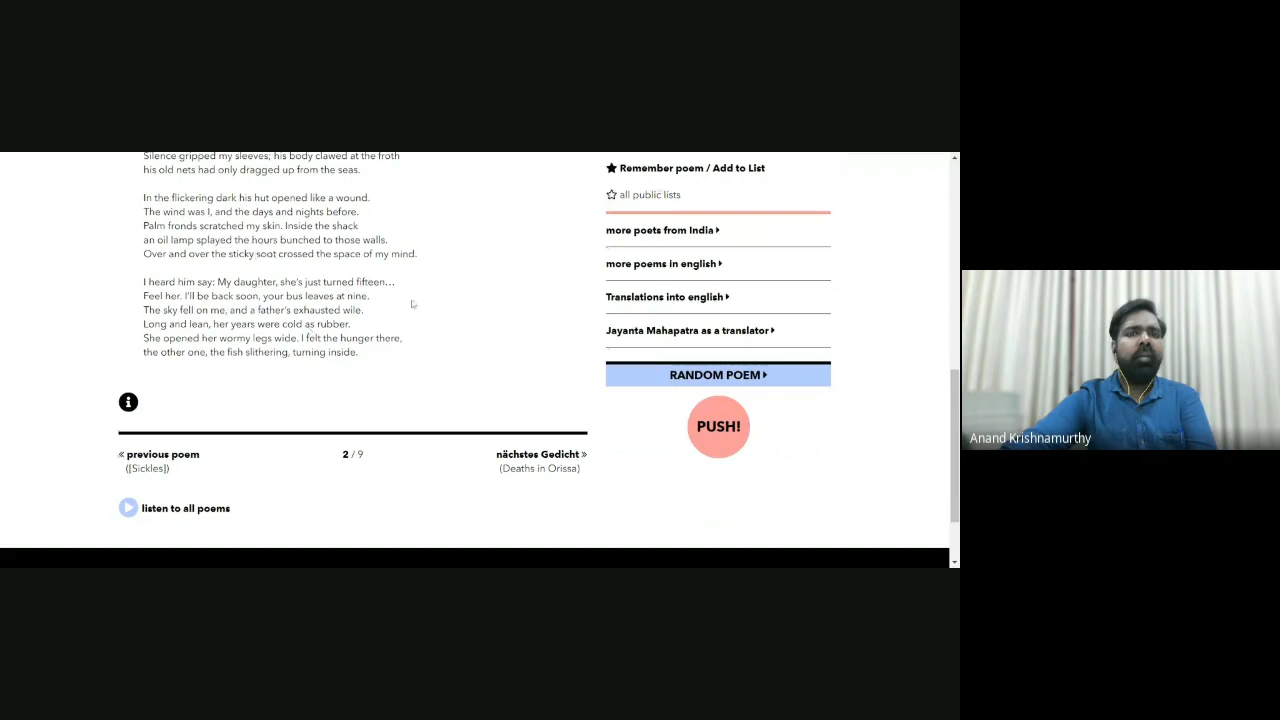 Silence gripped my sleeves; his body clawed at the froth
his old nets had only dragged up from the seas.
In the flickering dark his hut opened like a wound.
The wind was I, and the days and nights before.
Palm fronds scratched my skin. Inside the shack
an oil lamp splayed the hours bunched to those walls.
Over and over the sticky soot crossed the space of my mind.
I heard him say: My daughter, she's just turned fifteen…
Feel her. I'll be back soon, your bus leaves at nine.
The sky fell on me, and a father's exhausted wile.
Long and lean, her years were cold as rubber.
She opened her wormy legs wide. I felt the hunger there,
the other one, the fish slithering, turning inside.
« previous poem
([Sickles])
2 / 9
nächstes Gedicht »
(Deaths in Orissa)
listen to all poems
Remember poem / Add to List
all public lists
more poets from India
more poems in english
Translations into english
Jayanta Mahapatra as a translator
RANDOM POEM
PUSH!
Anand Krishnamurthy